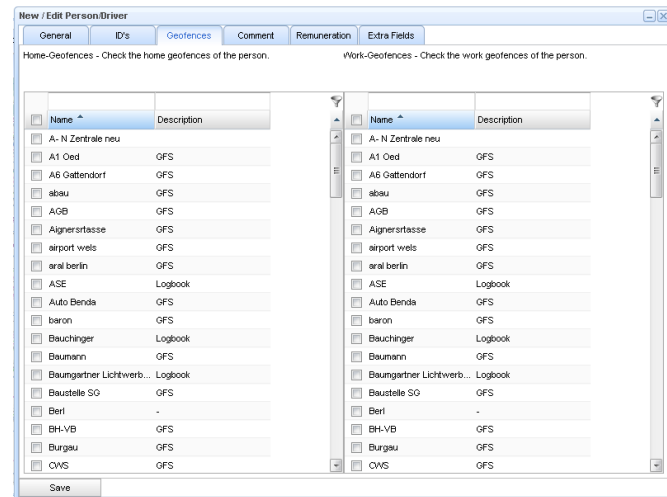 New / Edit Person/Driver
General ID's Geofences Comment Remuneration Extra Fields
Home-Geofences - Check the home geofences of the person.
Work-Geofences - Check the work geofences of the person.
Name Description
A- N Zentrale neu
A1 Oed GFS
A6 Gattendorf GFS
abau GFS
AGB GFS
Aignersrtasse GFS
airport wels GFS
aral berlin GFS
ASE Logbook
Auto Benda GFS
baron GFS
Bauchinger Logbook
Baumann GFS
Baumgartner Lichtwerb... Logbook
Baustelle SG GFS
Berl -
BH-VB GFS
Burgau GFS
CWS GFS
Name Description
A- N Zentrale neu
A1 Oed GFS
A6 Gattendorf GFS
abau GFS
AGB GFS
Aignersrtasse GFS
airport wels GFS
aral berlin GFS
ASE Logbook
Auto Benda GFS
baron GFS
Bauchinger Logbook
Baumann GFS
Baumgartner Lichtwerb... Logbook
Baustelle SG GFS
Berl -
BH-VB GFS
Burgau GFS
CWS GFS
Save